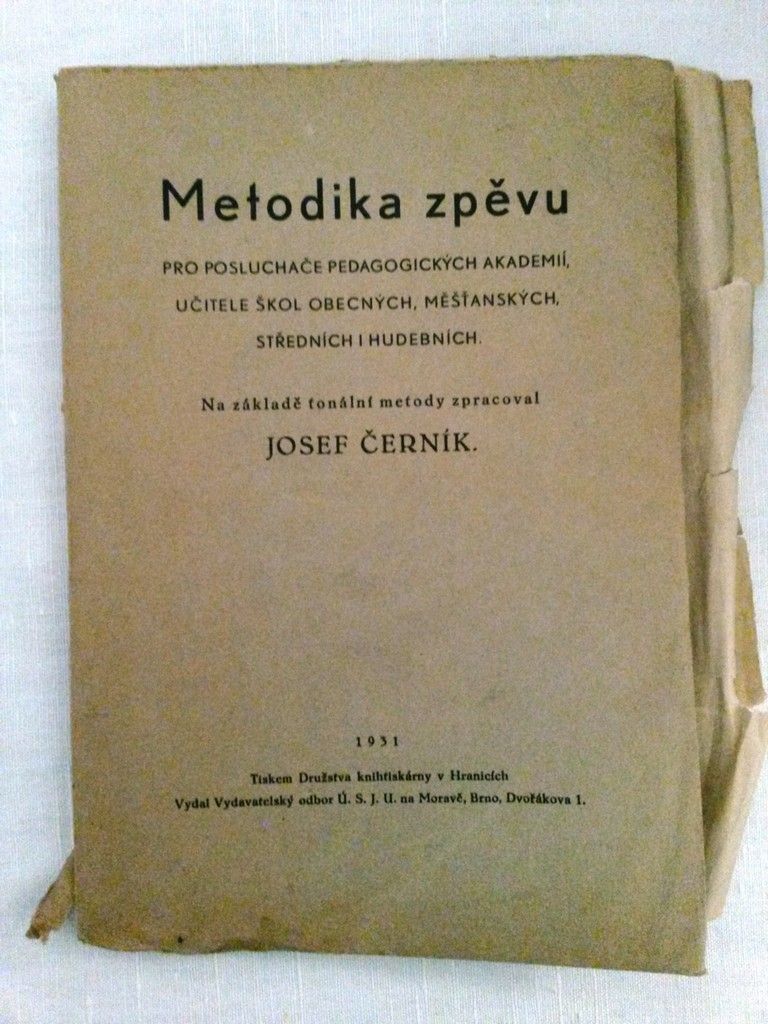 Metodika zpěvu
PRO POSLUCHAČE PEDAGOGICKÝCH AKADEMIÍ,
UČITELE ŠKOL OBECNÝCH, MĚŠŤANSKÝCH,
STŘEDNÍCH I HUDEBNÍCH.
Na základě tonální metody zpracoval
JOSEF ČERNÍK.
1931
Tiskem Družstva knihtiskárny v Hranicích
Vydal Vydavatelský odbor Ú. S. J. U. na Moravě, Brno, Dvořákova 1.